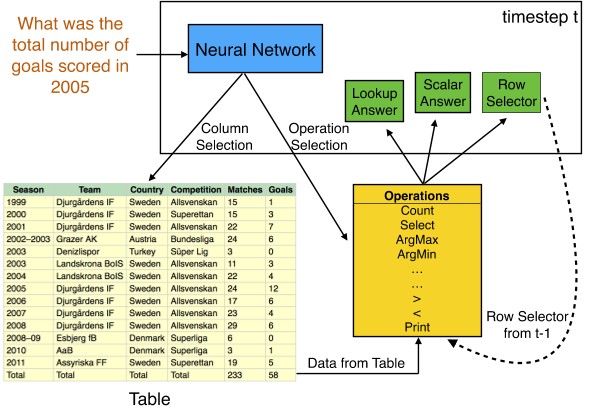 What was the
total number of
goals scored in
2005
timestep t
Neural Network
Lookup
Answer
Scalar
Answer
Row
Selector
Column
Selection
Operation
Selection
Season Team Country Competition Matches Goals
1999 Djurgårdens IF Sweden Allsvenskan 15 1
2000 Djurgårdens IF Sweden Superettan 15 3
2001 Djurgårdens IF Sweden Allsvenskan 22 7
2002–2003 Grazer AK Austria Bundesliga 24 6
2003 Denizlispor Turkey Süper Lig 3 0
2003 Landskrona BoIS Sweden Allsvenskan 11 3
2004 Landskrona BoIS Sweden Allsvenskan 22 4
2005 Djurgårdens IF Sweden Allsvenskan 24 12
2006 Djurgårdens IF Sweden Allsvenskan 17 6
2007 Djurgårdens IF Sweden Allsvenskan 23 4
2008 Djurgårdens IF Sweden Allsvenskan 29 6
2008–09 Esbjerg fB Denmark Superliga 6 0
2010 AaB Denmark Superliga 3 1
2011 Assyriska FF Sweden Superettan 19 5
Total Total Total Total 233 58
Operations
Count
Select
ArgMax
ArgMin
...
...
>
<
Print
Row Selector
from t-1
Data from Table
Table